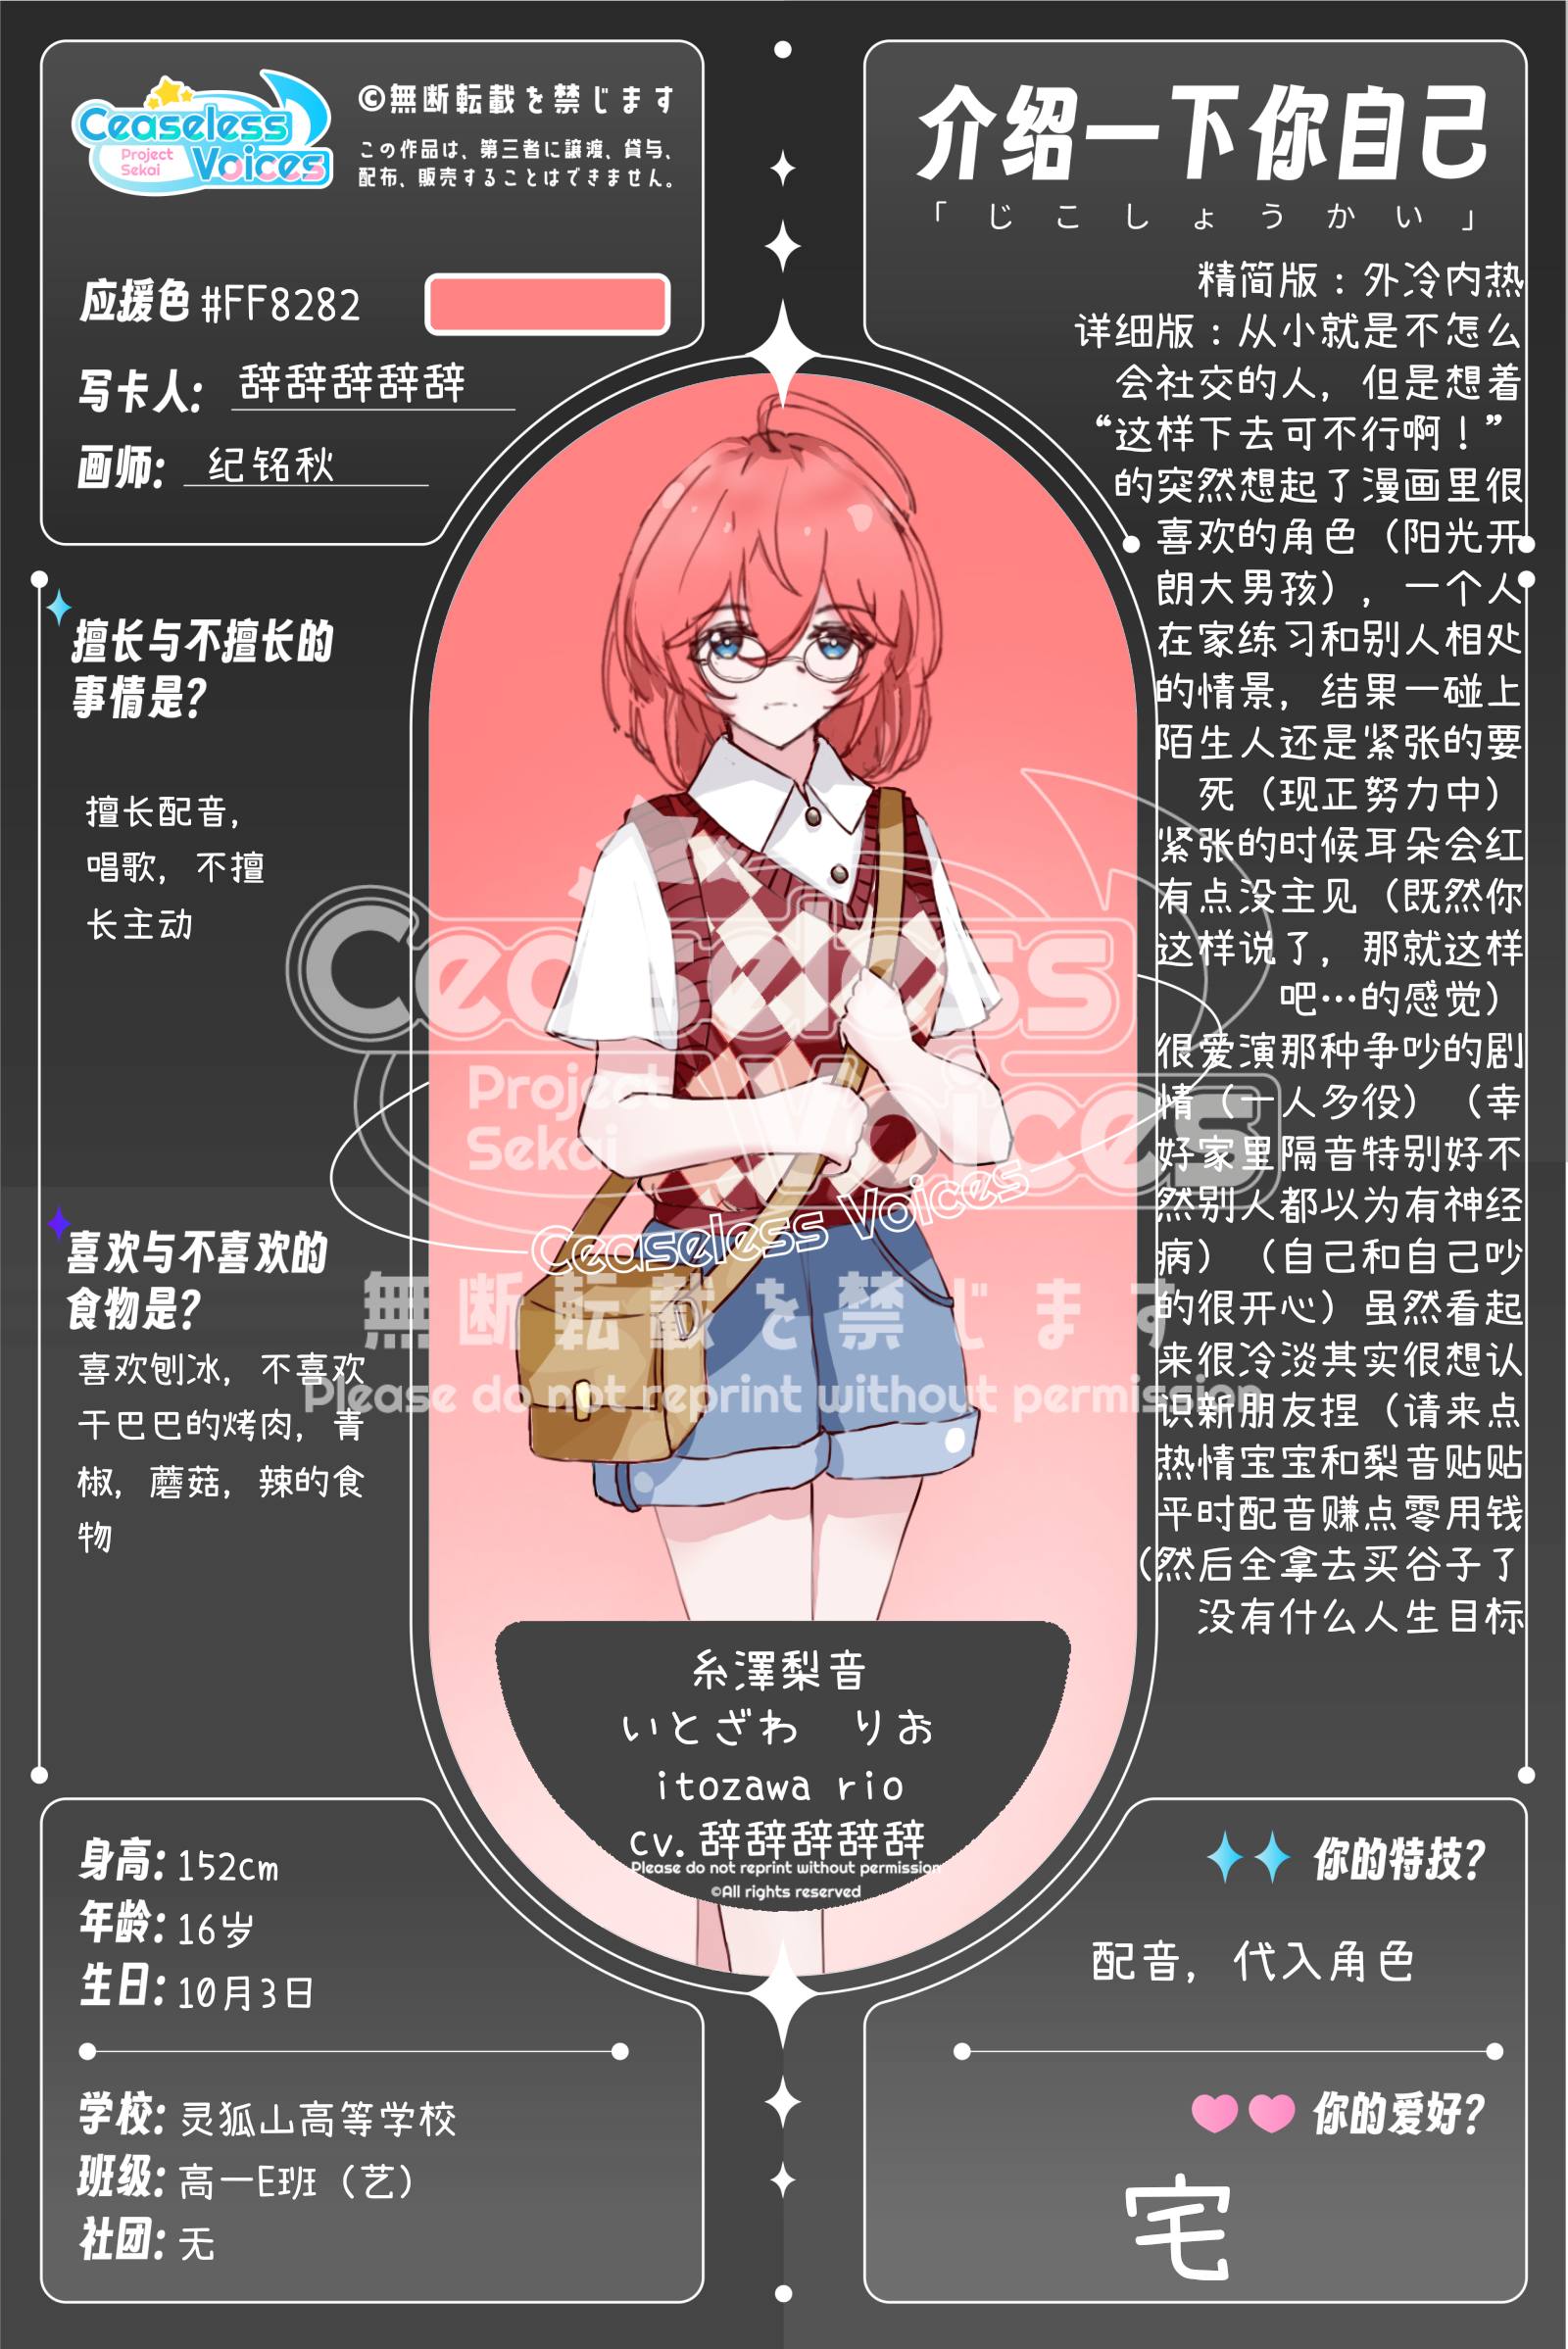 Ceaseless
Project
Sekai
Voices
©無断転載を禁じます
この作品は、第三者に譲渡、貸与、
配布、販売することはできません。
应援色 #FF8282
写卡人: 辞辞辞辞辞
画师: 纪铭秋
擅长与不擅长的
事情是?
擅长配音,
唱歌, 不擅
长主动
喜欢与不喜欢的
食物是?
喜欢刨冰, 不喜欢
干巴巴的烤肉, 青
椒, 蘑菇, 辣的食
物
介绍一下你自己
「じこしょうかい」
精简版：外冷内热
详细版：从小就是不怎么
会社交的人, 但是想着
“这样下去可不行啊！”
的突然想起了漫画里很
喜欢的角色（阳光开
朗大男孩）, 一个人
在家练习和别人相处
的情景, 结果一碰上
陌生人还是紧张的要
死（现正努力中）
紧张的时候耳朵会红
有点没主见（既然你
这样说了, 那就这样
吧…的感觉）
很爱演那种争吵的剧
情（一人多役）（幸
好家里隔音特别好不
然别人都以为有神经
病）（自己和自己吵
的很开心）虽然看起
来很冷淡其实很想认
识新朋友捏（请来点
热情宝宝和梨音贴贴
平时配音赚点零用钱
（然后全拿去买谷子了
没有什么人生目标
Ceaseless
Project
Sekai
Voices
Ceaseless Voices
無断転載を禁じます
Please do not reprint without permission
糸澤梨音
いとざわ りお
itozawa rio
cv. 辞辞辞辞辞
Please do not reprint without permission
©All rights reserved
身高: 152cm
年龄: 16岁
生日: 10月3日
学校: 灵狐山高等学校
班级: 高一E班（艺）
社团: 无
你的特技?
配音, 代入角色
你的爱好?
宅